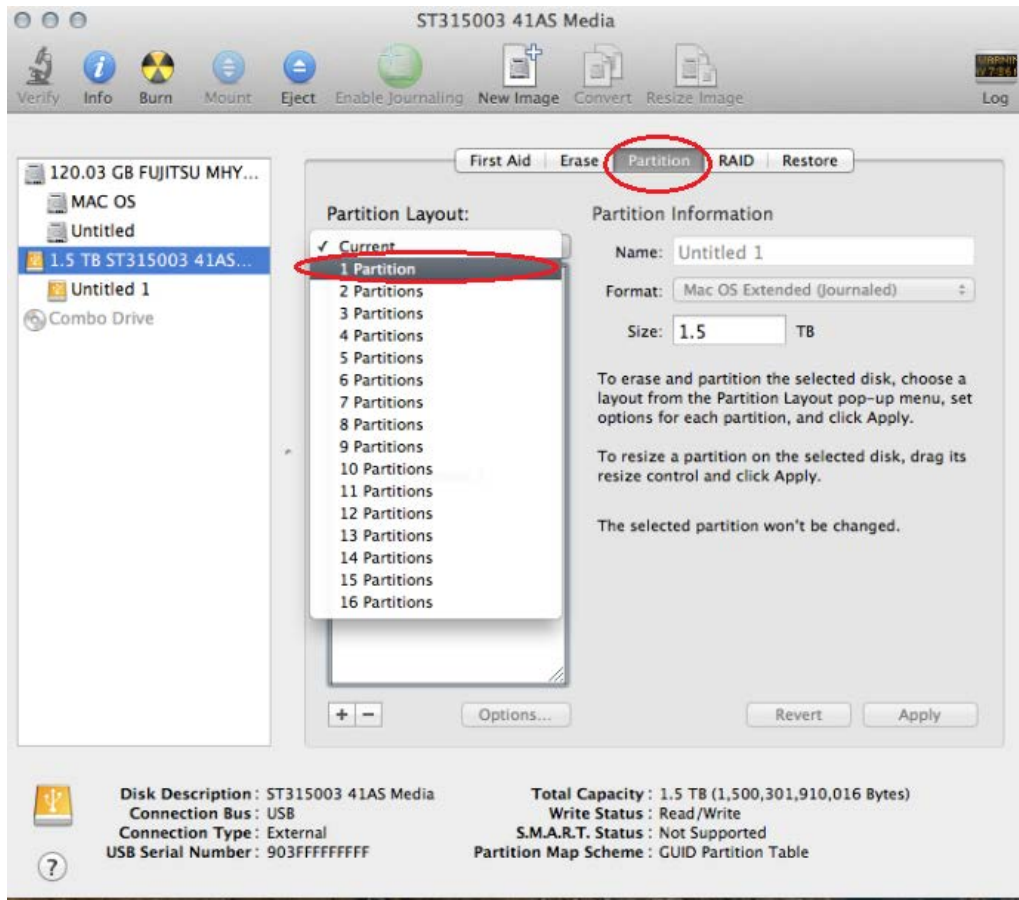 ST315003 41AS Media
Verify Info Burn Mount Eject Enable Journaling New Image Convert Resize Image Log
120.03 GB FUJITSU MHY...
MAC OS
Untitled
1.5 TB ST315003 41AS...
Untitled 1
Combo Drive
First Aid Erase Partition RAID Restore
Partition Layout:
✓ Current
1 Partition
2 Partitions
3 Partitions
4 Partitions
5 Partitions
6 Partitions
7 Partitions
8 Partitions
9 Partitions
10 Partitions
11 Partitions
12 Partitions
13 Partitions
14 Partitions
15 Partitions
16 Partitions
+ −
Options...
Partition Information
Name: Untitled 1
Format: Mac OS Extended (Journaled)
Size: 1.5 TB
To erase and partition the selected disk, choose a
layout from the Partition Layout pop-up menu, set
options for each partition, and click Apply.
To resize a partition on the selected disk, drag its
resize control and click Apply.
The selected partition won't be changed.
Revert Apply
Disk Description : ST315003 41AS Media
Connection Bus : USB
Connection Type : External
USB Serial Number : 903FFFFFFFFF
Total Capacity : 1.5 TB (1,500,301,910,016 Bytes)
Write Status : Read/Write
S.M.A.R.T. Status : Not Supported
Partition Map Scheme : GUID Partition Table
?